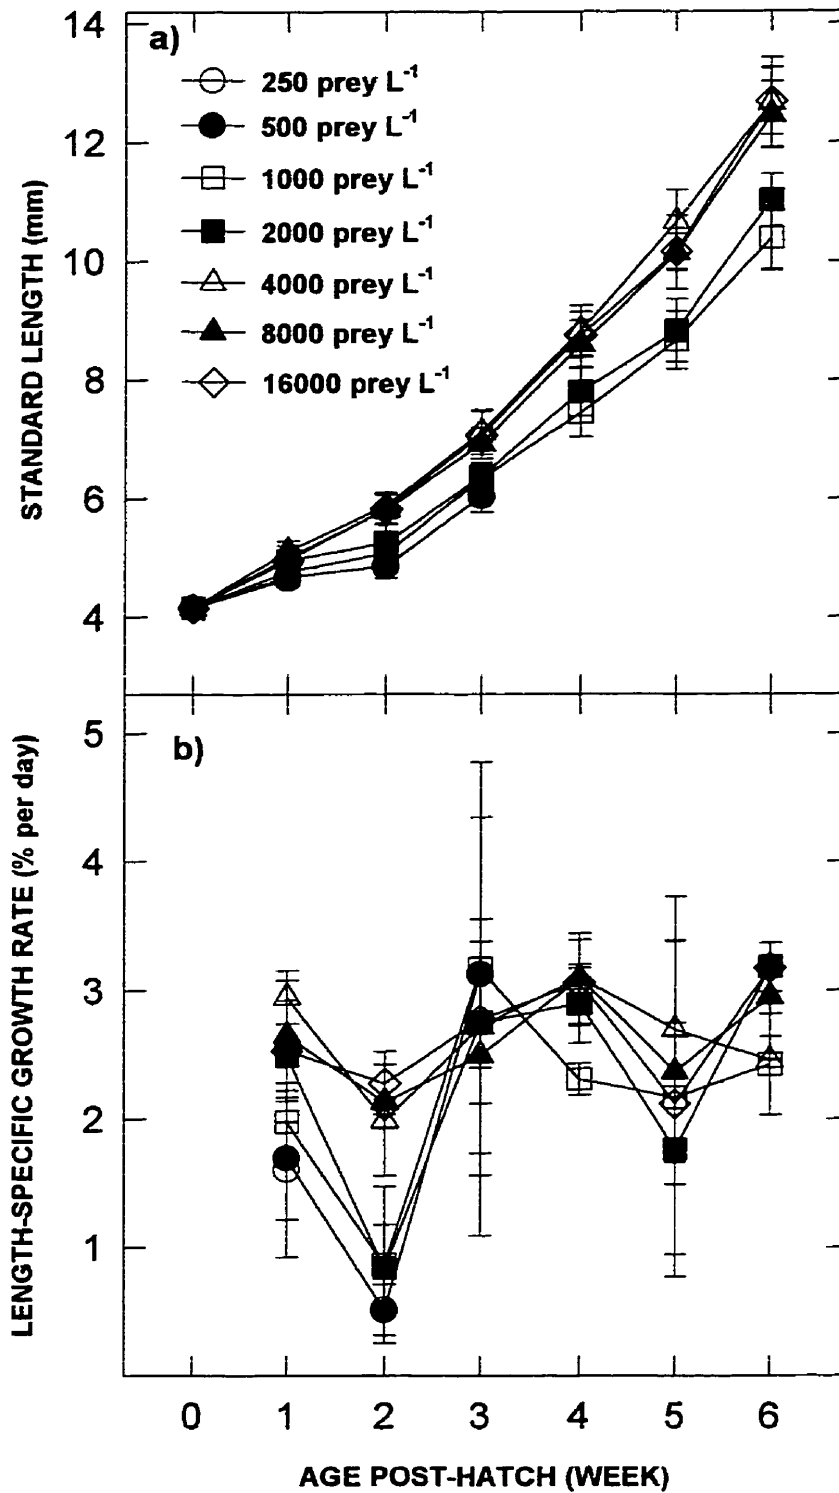 a)
250 prey L-1
500 prey L-1
1000 prey L-1
2000 prey L-1
4000 prey L-1
8000 prey L-1
16000 prey L-1
14
12
10
8
6
4
STANDARD LENGTH (mm)
b)
5
4
3
2
1
LENGTH-SPECIFIC GROWTH RATE (% per day)
0 1 2 3 4 5 6
AGE POST-HATCH (WEEK)